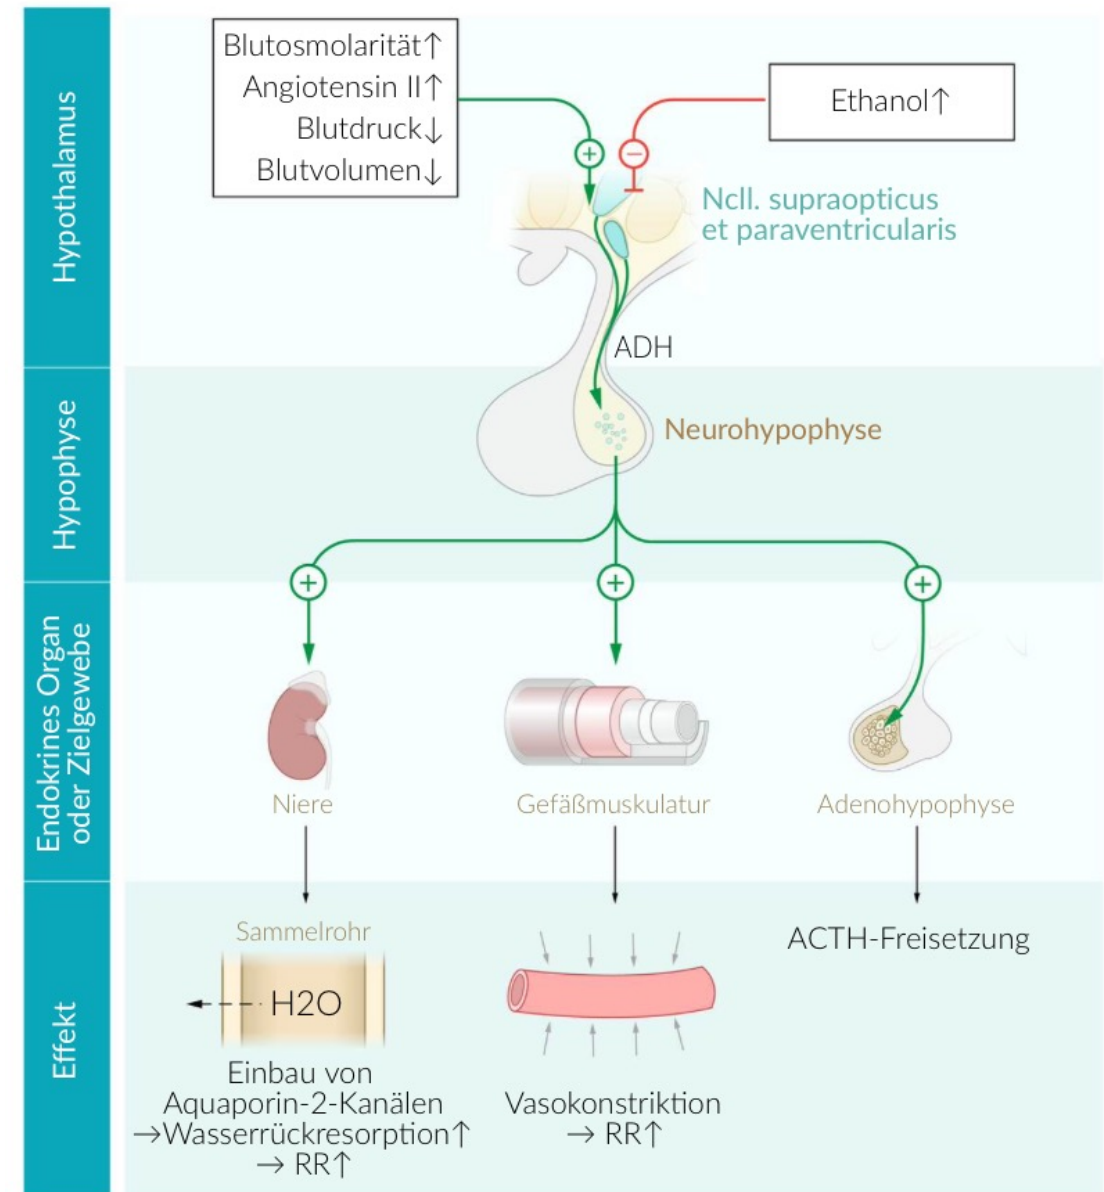 Hypothalamus
Blutosmolarität↑
Angiotensin II↑
Blutdruck↓
Blutvolumen↓
Ethanol↑
+
−
Ncll. supraopticus
et paraventricularis
ADH
Hypophyse
Neurohypophyse
+
+
+
Endokrines Organ
oder Zielgewebe
Niere
Gefäßmuskulatur
Adenohypophyse
Effekt
Sammelrohr
H2O
Einbau von
Aquaporin-2-Kanälen
→Wasserrückresorption↑
→ RR↑
Vasokonstriktion
→ RR↑
ACTH-Freisetzung